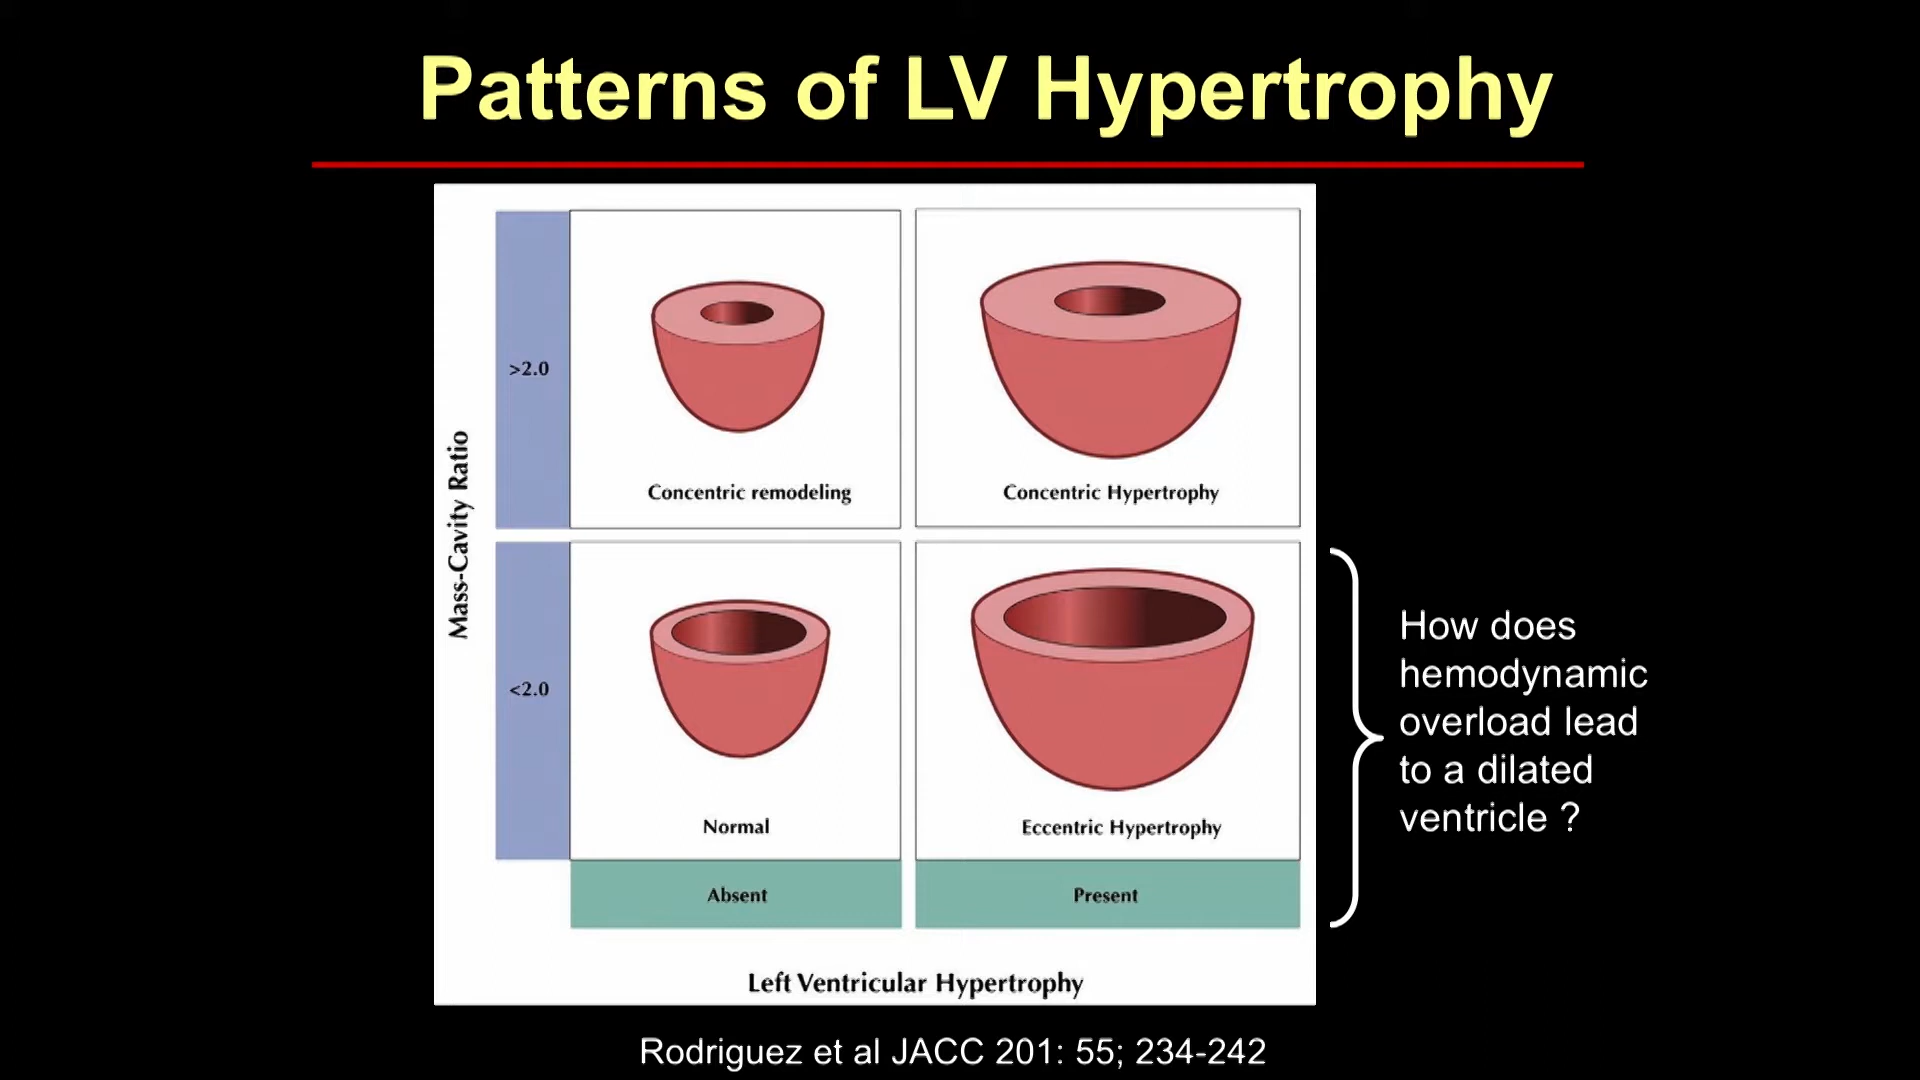 Patterns of LV Hypertrophy
Mass-Cavity Ratio
>2.0
Concentric remodeling
Concentric Hypertrophy
<2.0
Normal
Eccentric Hypertrophy
Absent
Present
Left Ventricular Hypertrophy
How does
hemodynamic
overload lead
to a dilated
ventricle ?
Rodriguez et al JACC 201: 55; 234-242